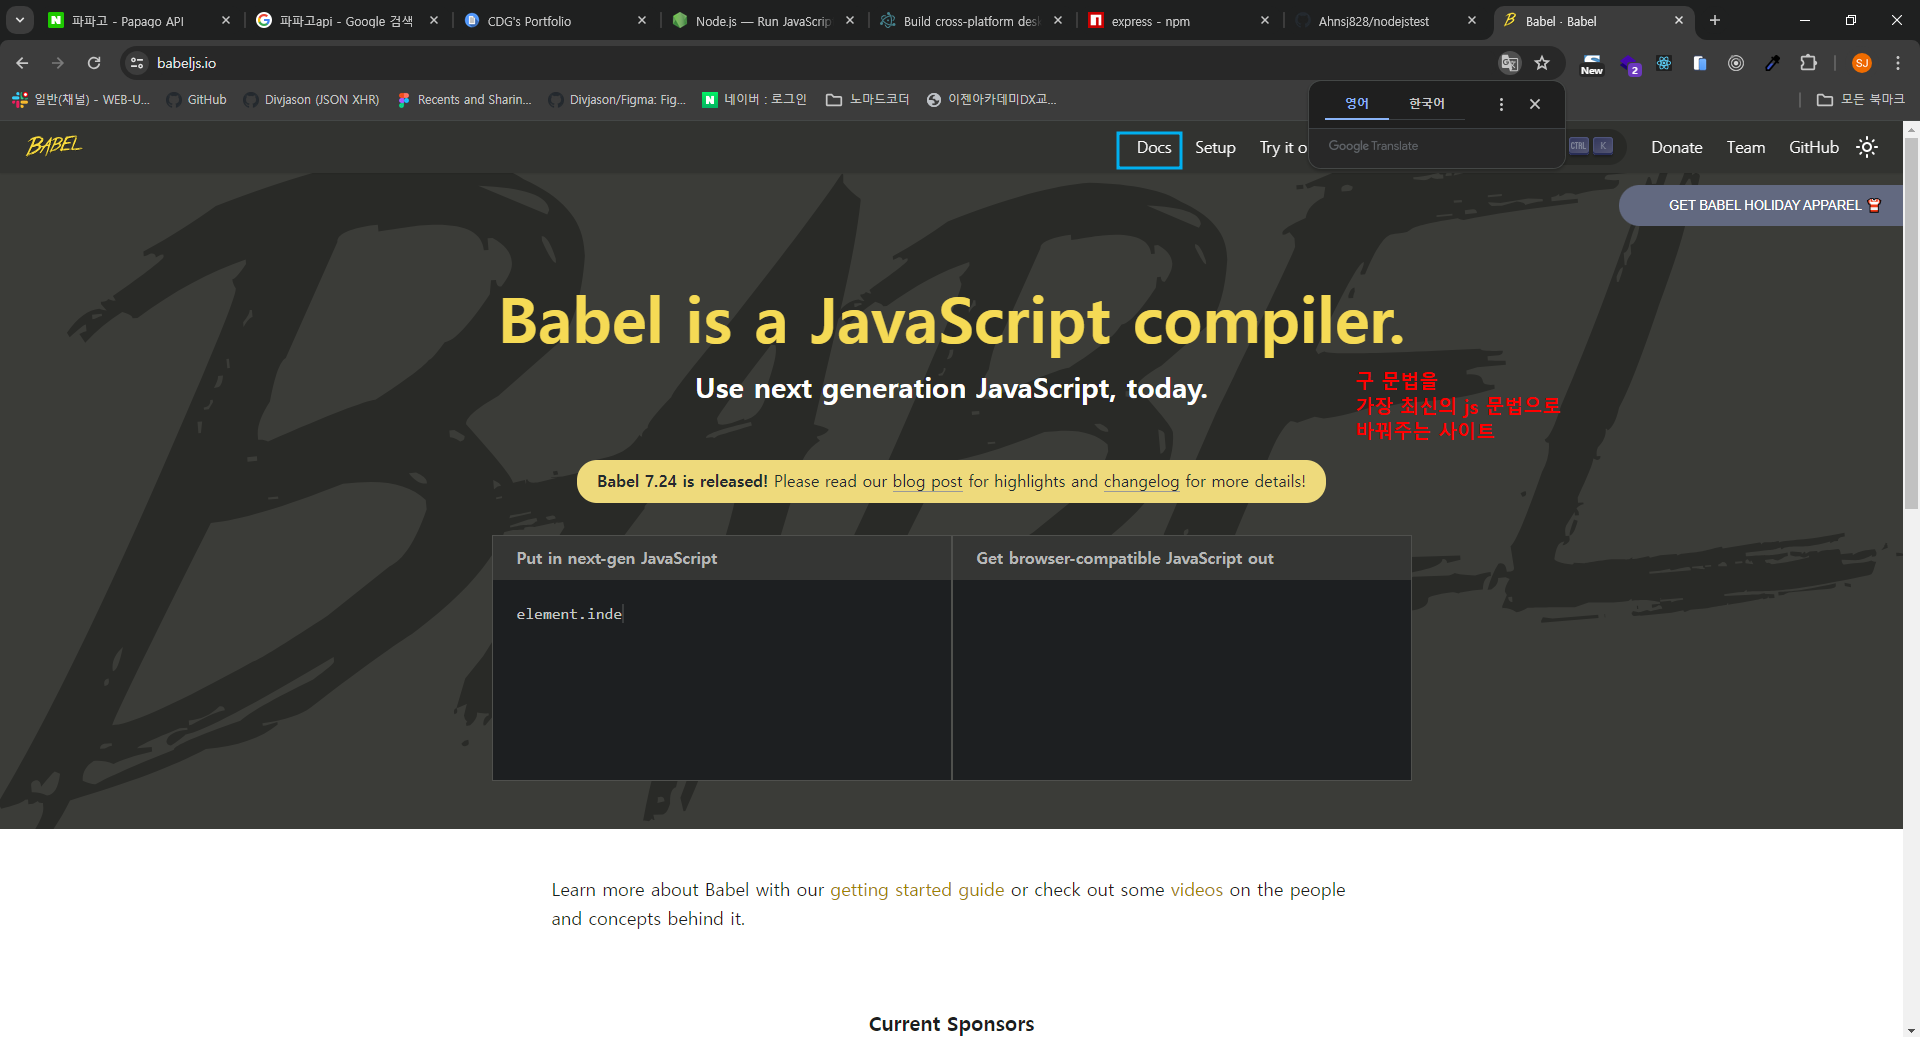 파파고 - Papago API
파파고api - Google 검색
CDG's Portfolio
Node.js — Run JavaScrip
Build cross-platform des
express - npm
Ahnsj828/nodejstest
Babel · Babel
babeljs.io
New
2
SJ
일반(채널) - WEB-U...
GitHub
Divjason (JSON XHR)
Recents and Sharin...
Divjason/Figma: Fig...
네이버 : 로그인
노마드코더
이젠아카데미DX교...
모든 북마크
영어
한국어
Google Translate
BABEL
Docs
Setup
Try it o
CTRL K
Donate
Team
GitHub
GET BABEL HOLIDAY APPAREL
BABEL
Babel is a JavaScript compiler.
Use next generation JavaScript, today.
구 문법을
가장 최신의 js 문법으로
바꿔주는 사이트
Babel 7.24 is released! Please read our blog post for highlights and changelog for more details!
Put in next-gen JavaScript
Get browser-compatible JavaScript out
element.inde
Learn more about Babel with our getting started guide or check out some videos on the people
and concepts behind it.
Current Sponsors